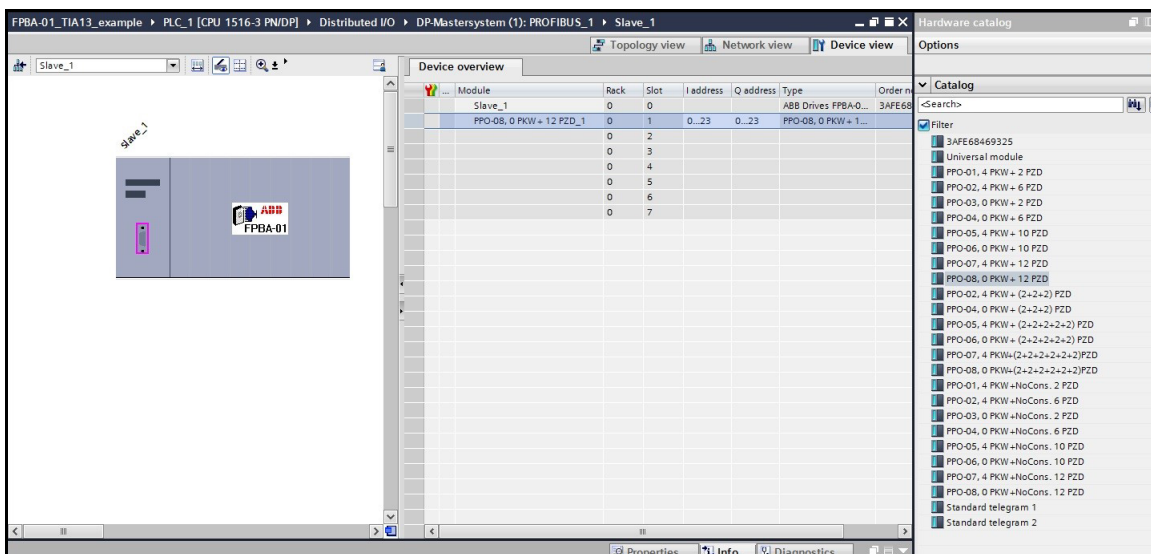 FPBA-01_TIA13_example ▸ PLC_1 [CPU 1516-3 PN/DP] ▸ Distributed I/O ▸ DP-Mastersystem (1): PROFIBUS_1 ▸ Slave_1
Topology view Network view Device view
Slave_1
Slave_1
ABB
FPBA-01
Device overview
... Module Rack Slot I address Q address Type Order n
Slave_1 0 0 ABB Drives FPBA-0... 3AFE68
PPO-08, 0 PKW + 12 PZD_1 0 1 0...23 0...23 PPO-08, 0 PKW + 1...
0 2
0 3
0 4
0 5
0 6
0 7
Properties Info Diagnostics
Hardware catalog
Options
Catalog
<Search>
Filter
3AFE68469325
Universal module
PPO-01, 4 PKW + 2 PZD
PPO-02, 4 PKW + 6 PZD
PPO-03, 0 PKW + 2 PZD
PPO-04, 0 PKW + 6 PZD
PPO-05, 4 PKW + 10 PZD
PPO-06, 0 PKW + 10 PZD
PPO-07, 4 PKW + 12 PZD
PPO-08, 0 PKW + 12 PZD
PPO-02, 4 PKW + (2+2+2) PZD
PPO-04, 0 PKW + (2+2+2) PZD
PPO-05, 4 PKW + (2+2+2+2+2) PZD
PPO-06, 0 PKW + (2+2+2+2+2) PZD
PPO-07, 4 PKW+(2+2+2+2+2+2)PZD
PPO-08, 0 PKW+(2+2+2+2+2+2)PZD
PPO-01, 4 PKW +NoCons. 2 PZD
PPO-02, 4 PKW +NoCons. 6 PZD
PPO-03, 0 PKW +NoCons. 2 PZD
PPO-04, 0 PKW +NoCons. 6 PZD
PPO-05, 4 PKW +NoCons. 10 PZD
PPO-06, 0 PKW +NoCons. 10 PZD
PPO-07, 4 PKW +NoCons. 12 PZD
PPO-08, 0 PKW +NoCons. 12 PZD
Standard telegram 1
Standard telegram 2